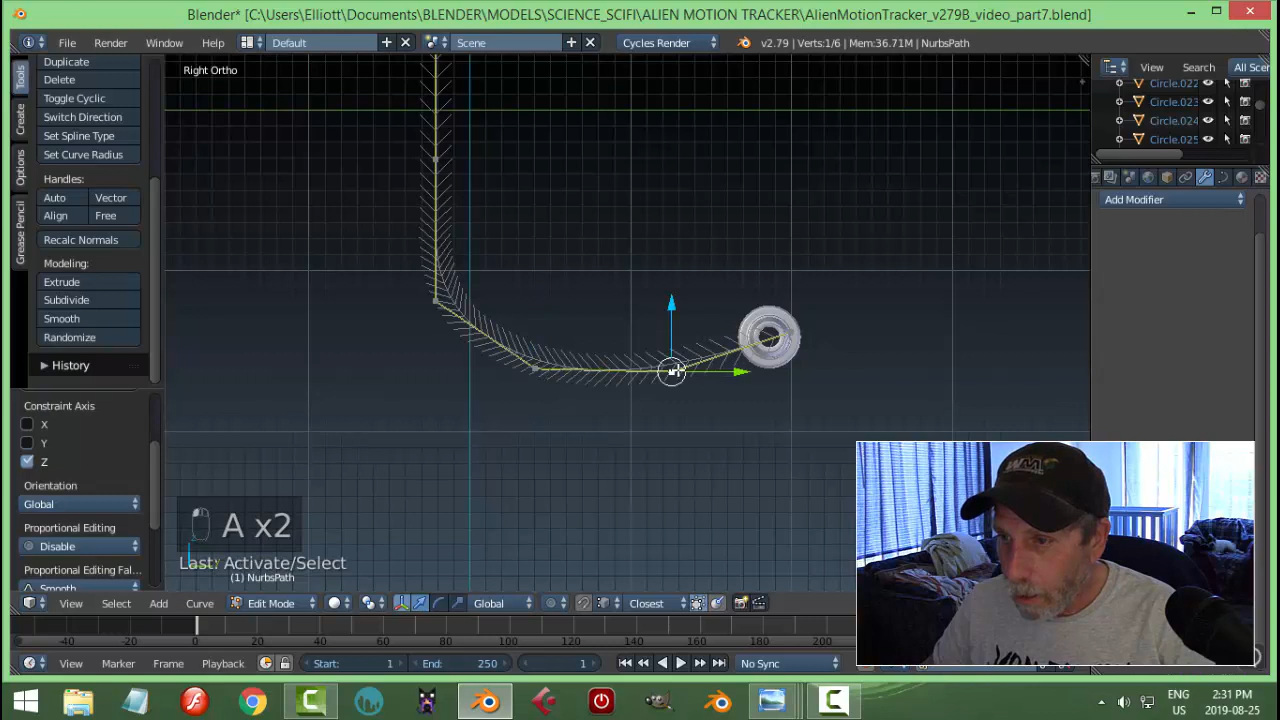 Blender* [C:\Users\Elliott\Documents\BLENDER\MODELS\SCIENCE_SCIFI\ALIEN MOTION TRACKER\AlienMotionTracker_v279B_video_part7.blend]
File Render Window Help Default Scene Cycles Render v2.79 | Verts:1/6 | Mem:36.71M | NurbsPath
Right Ortho
View Search All Scen
Circle.022
Circle.023
Circle.024
Circle.025
Add Modifier
Tools
Create
Options
Grease Pencil
Duplicate
Delete
Toggle Cyclic
Switch Direction
Set Spline Type
Set Curve Radius
Handles:
Auto Vector
Align Free
Recalc Normals
Modeling:
Extrude
Subdivide
Smooth
Randomize
History
Constraint Axis
X
Y
Z
Orientation
Global
Proportional Editing
Disable
Proportional Editing Fal...
Smooth
A x2
Last: Activate/Select
(1) NurbsPath
View Select Add Curve Edit Mode Global Closest
-40 -20 0 20 40 60 80 100 120 140 160 180 200
View Marker Frame Playback Start: 1 End: 250 1 No Sync
ENG
US
2:31 PM
2019-08-25